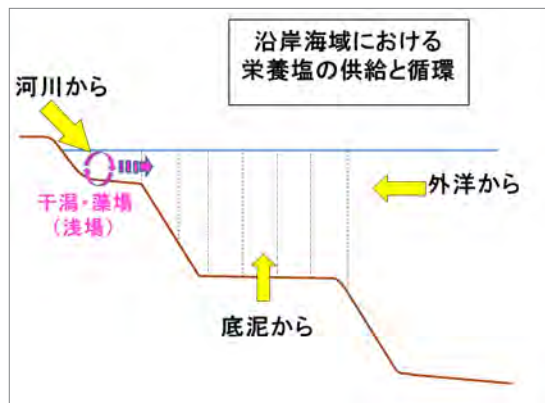 沿岸海域における
栄養塩の供給と循環
河川から
外洋から
干潟・藻場
(浅場)
底泥から